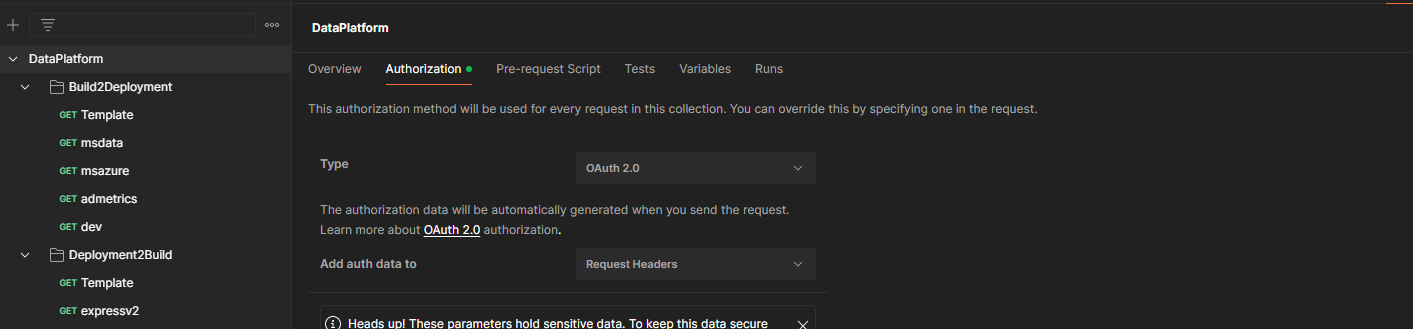 DataPlatform
Build2Deployment
GET Template
GET msdata
GET msazure
GET admetrics
GET dev
Deployment2Build
GET Template
GET expressv2
DataPlatform
Overview Authorization Pre-request Script Tests Variables Runs
This authorization method will be used for every request in this collection. You can override this by specifying one in the request.
Type OAuth 2.0
The authorization data will be automatically generated when you send the request.
Learn more about OAuth 2.0 authorization.
Add auth data to Request Headers
Heads up! These parameters hold sensitive data. To keep this data secure